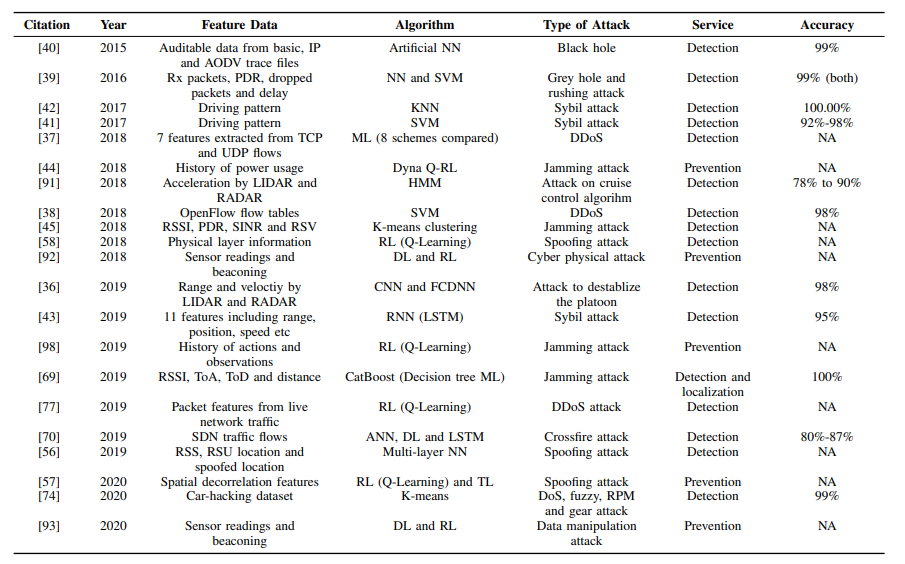 Citation Year Feature Data Algorithm Type of Attack Service Accuracy
[40] 2015 Auditable data from basic, IP Artificial NN Black hole Detection 99%
and AODV trace files
[39] 2016 Rx packets, PDR, dropped NN and SVM Grey hole and Detection 99% (both)
packets and delay rushing attack
[42] 2017 Driving pattern KNN Sybil attack Detection 100.00%
[41] 2017 Driving pattern SVM Sybil attack Detection 92%-98%
[37] 2018 7 features extracted from TCP ML (8 schemes compared) DDoS Detection NA
and UDP flows
[44] 2018 History of power usage Dyna Q-RL Jamming attack Prevention NA
[91] 2018 Acceleration by LIDAR and HMM Attack on cruise Detection 78% to 90%
RADAR control algorithm
[38] 2018 OpenFlow flow tables SVM DDoS Detection 98%
[45] 2018 RSSI, PDR, SINR and RSV K-means clustering Jamming attack Detection NA
[58] 2018 Physical layer information RL (Q-Learning) Spoofing attack Detection NA
[92] 2018 Sensor readings and DL and RL Cyber physical attack Prevention NA
beaconing
[36] 2019 Range and veloctiy by CNN and FCDNN Attack to destablize Detection 98%
LIDAR and RADAR the platoon
[43] 2019 11 features including range, RNN (LSTM) Sybil attack Detection 95%
position, speed etc
[98] 2019 History of actions and RL (Q-Learning) Jamming attack Prevention NA
observations
[69] 2019 RSSI, ToA, ToD and distance CatBoost (Decision tree ML) Jamming attack Detection and 100%
localization
[77] 2019 Packet features from live RL (Q-Learning) DDoS attack Detection NA
network traffic
[70] 2019 SDN traffic flows ANN, DL and LSTM Crossfire attack Detection 80%-87%
[56] 2019 RSS, RSU location and Multi-layer NN Spoofing attack Detection NA
spoofed location
[57] 2020 Spatial decorrelation features RL (Q-Learning) and TL Spoofing attack Prevention NA
[74] 2020 Car-hacking dataset K-means DoS, fuzzy, RPM Detection 99%
and gear attack
[93] 2020 Sensor readings and DL and RL Data manipulation Prevention NA
beaconing attack